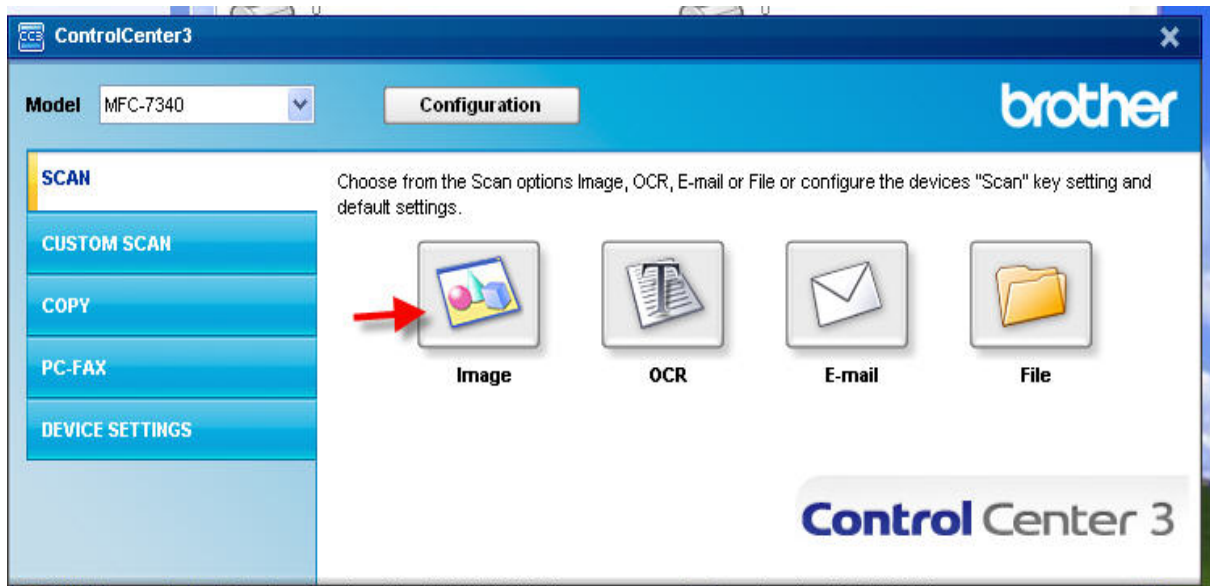 ControlCenter3
Model MFC-7340 Configuration brother
SCAN
CUSTOM SCAN
COPY
PC-FAX
DEVICE SETTINGS
Choose from the Scan options Image, OCR, E-mail or File or configure the devices "Scan" key setting and
default settings.
Image OCR E-mail File
Control Center 3